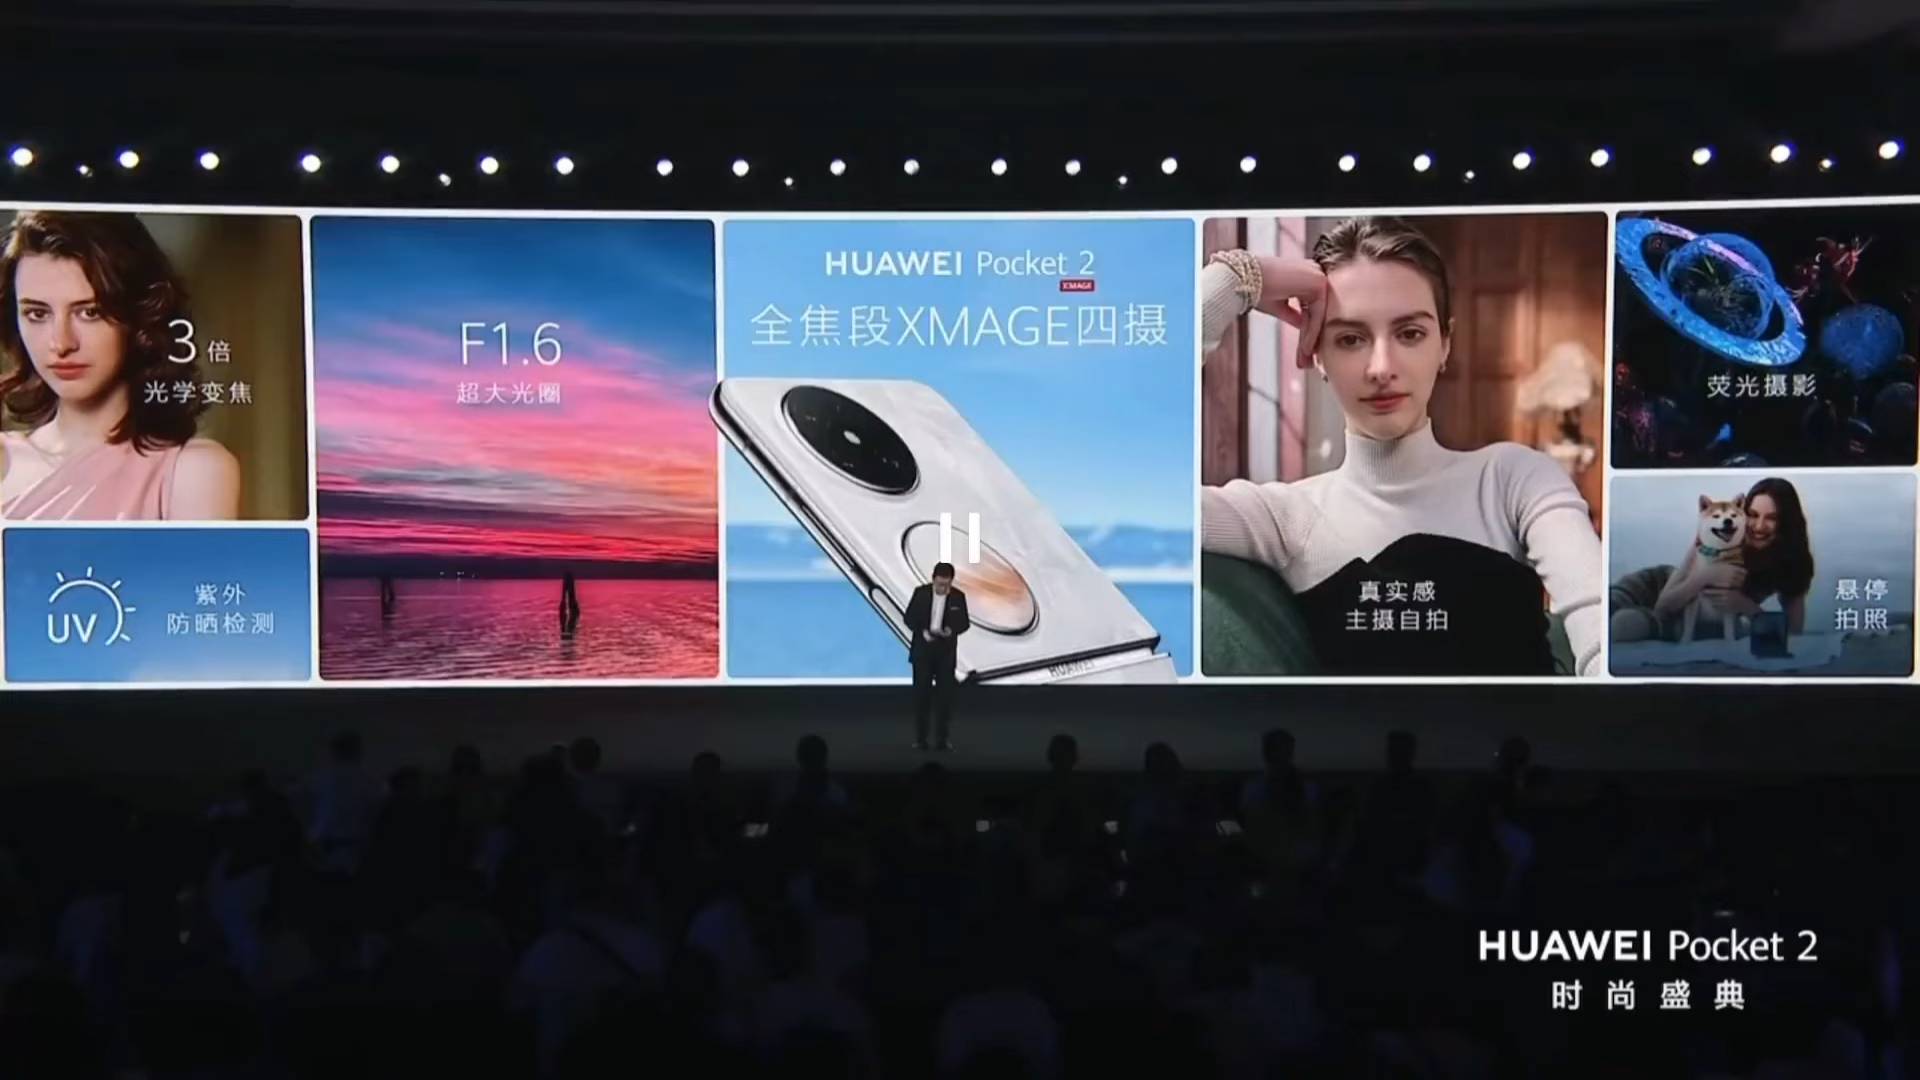 3倍
光学变焦
UV
紫外
防晒检测
F1.6
超大光圈
HUAWEI Pocket 2
XMAGE
全焦段XMAGE四摄
HUAWEI
真实感
主摄自拍
荧光摄影
悬停
拍照
HUAWEI Pocket 2
时尚盛典